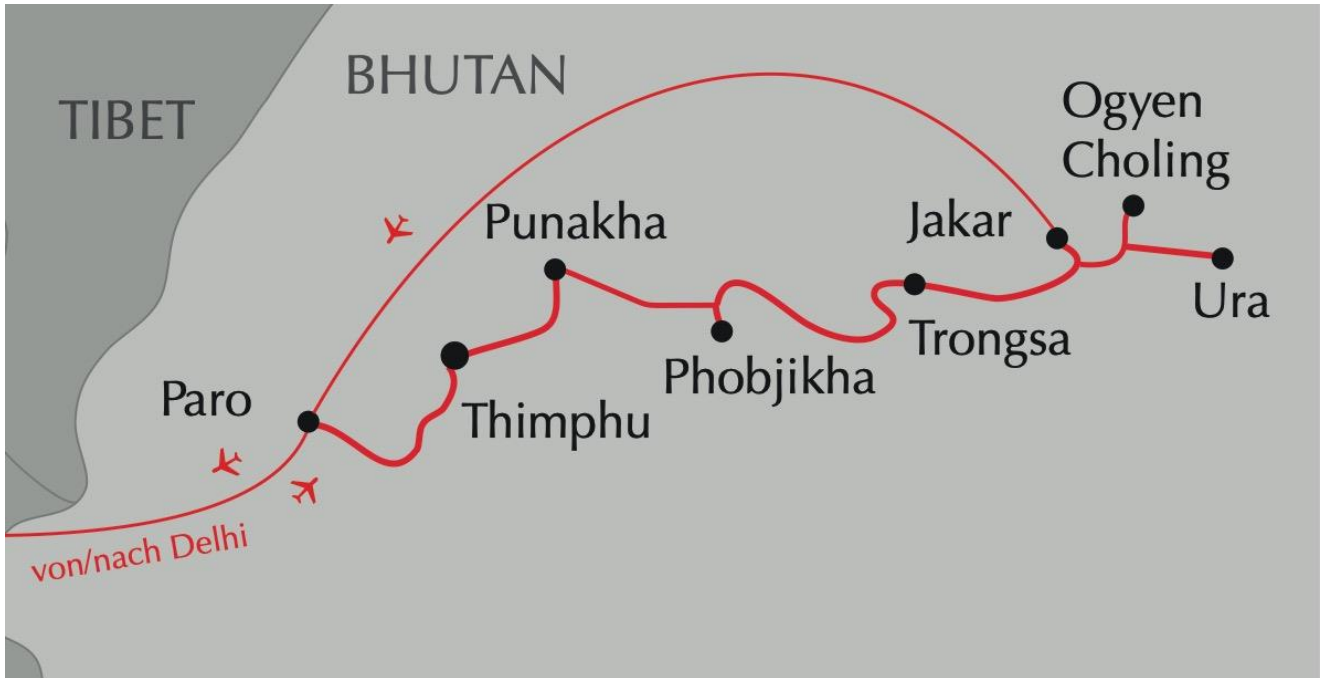 BHUTAN
TIBET
Ogyen
Choling
Punakha
Jakar
Ura
Trongsa
Phobjikha
Paro
Thimphu
von/nach Delhi